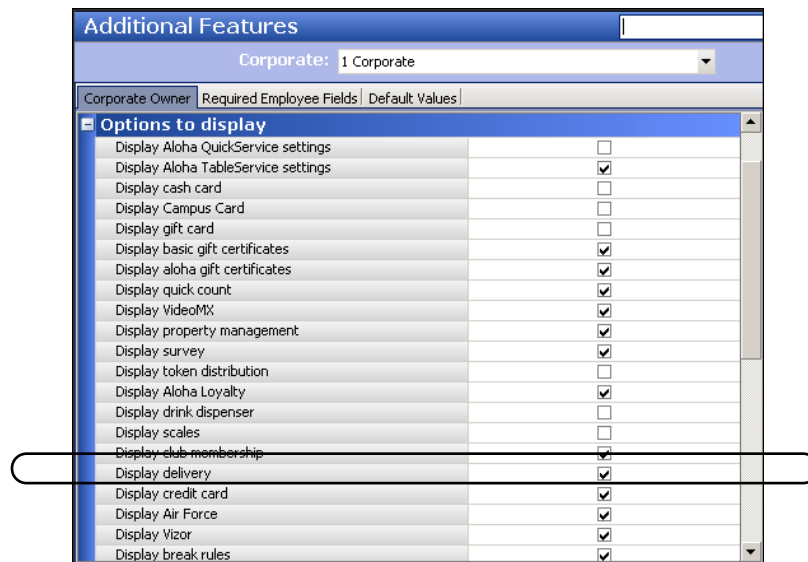 Additional Features
Corporate: 1 Corporate
Corporate Owner Required Employee Fields Default Values
Options to display
Display Aloha QuickService settings
Display Aloha TableService settings
Display cash card
Display Campus Card
Display gift card
Display basic gift certificates
Display aloha gift certificates
Display quick count
Display VideoMX
Display property management
Display survey
Display token distribution
Display Aloha Loyalty
Display drink dispenser
Display scales
Display club membership
Display delivery
Display credit card
Display Air Force
Display Vizor
Display break rules